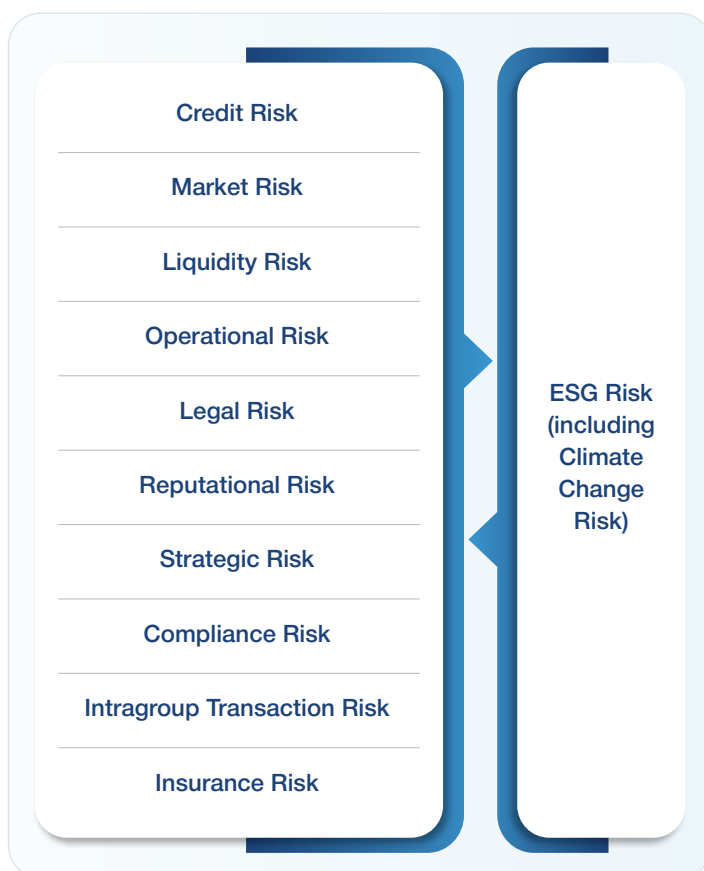 Credit Risk
Market Risk
Liquidity Risk
Operational Risk
Legal Risk
Reputational Risk
Strategic Risk
Compliance Risk
Intragroup Transaction Risk
Insurance Risk
ESG Risk
(including
Climate
Change
Risk)